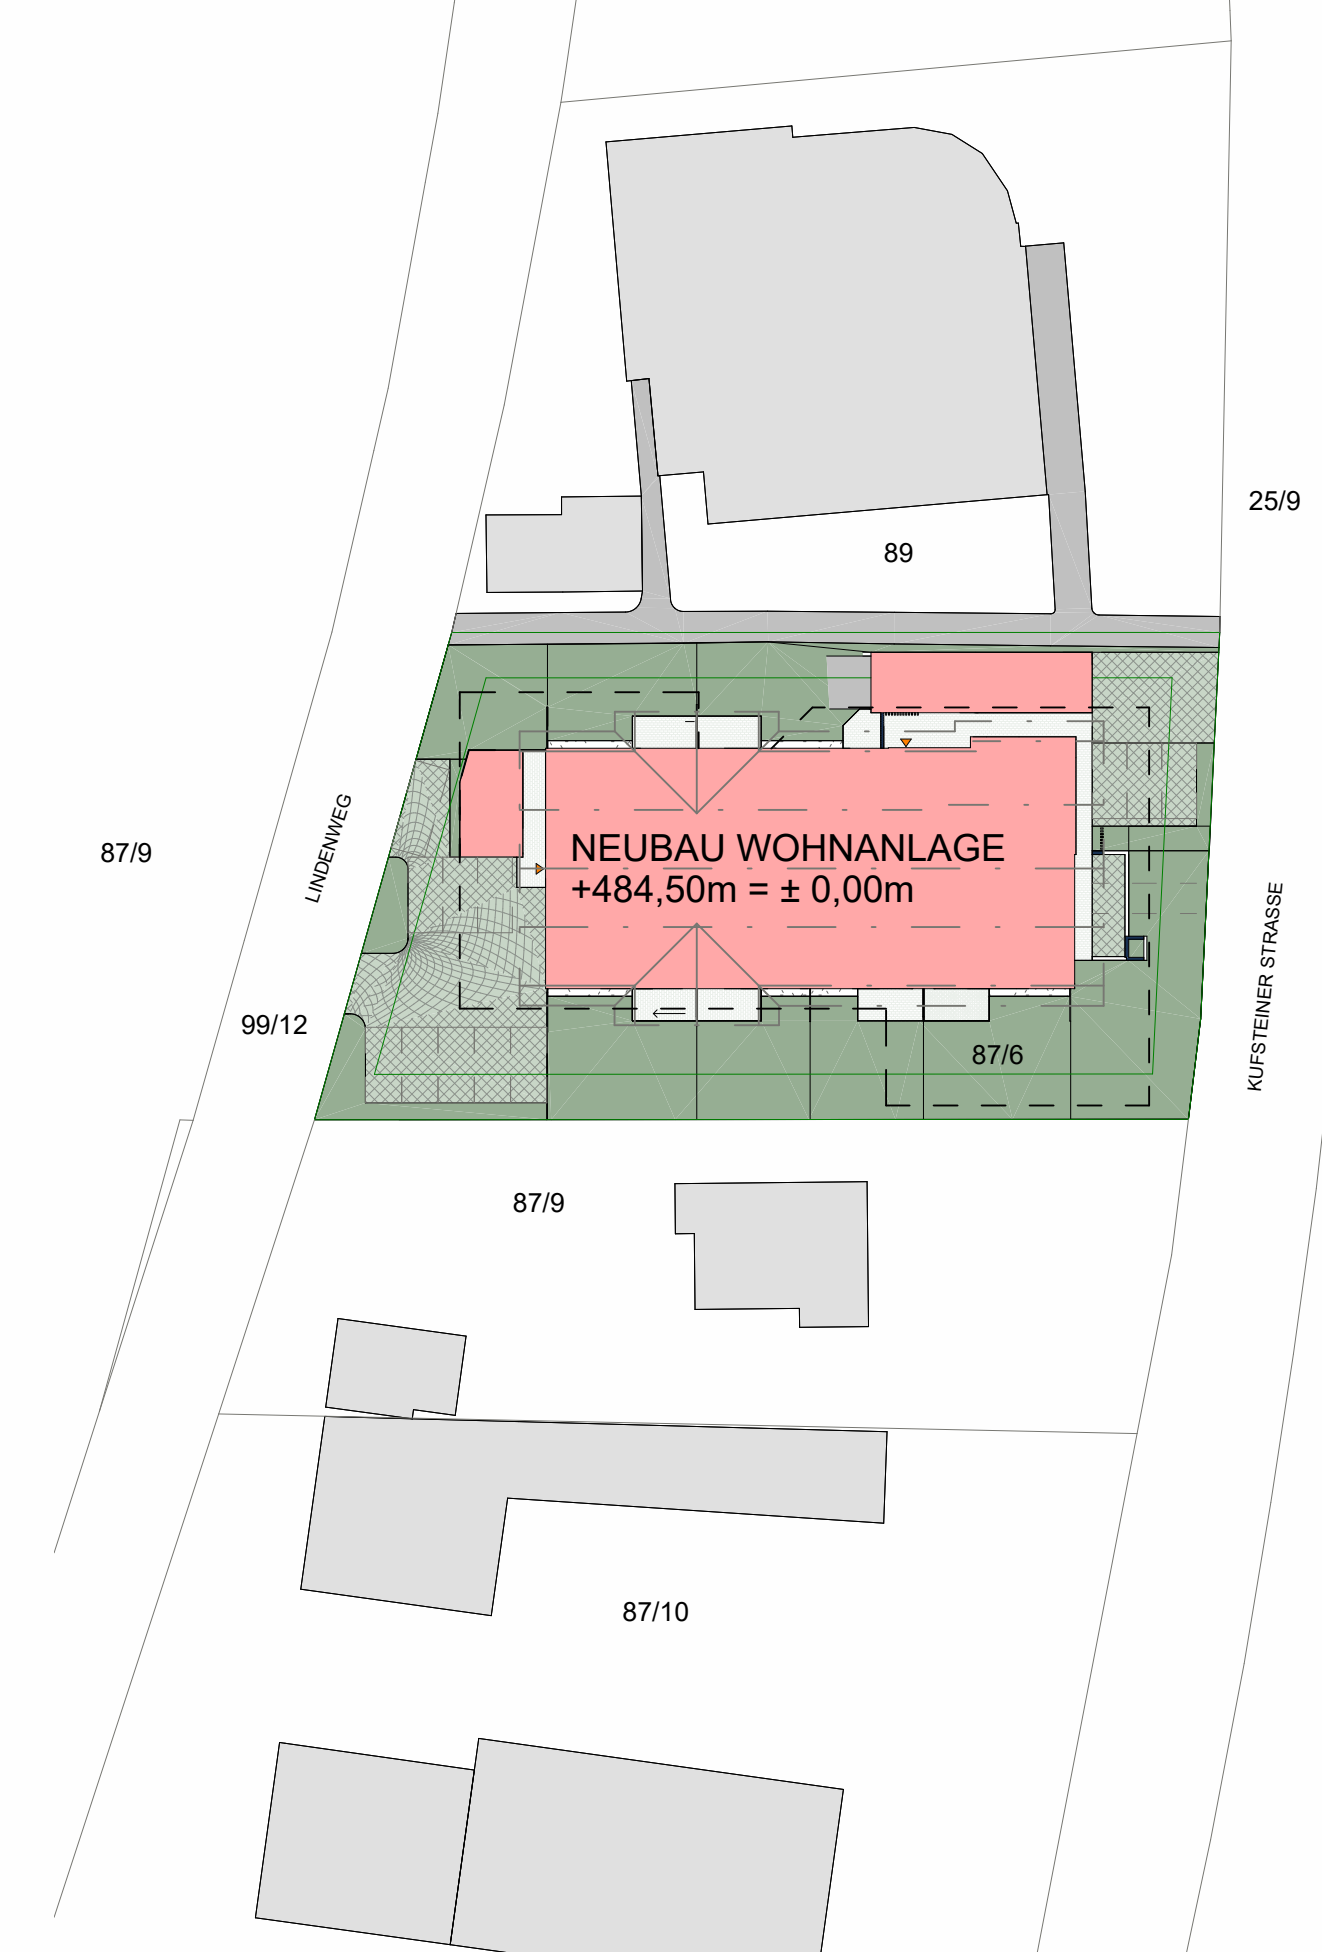 25/9
89
NEUBAU WOHNANLAGE
+484,50m = ± 0,00m
87/9
LINDENWEG
KUFSTEINER STRASSE
99/12
87/6
87/9
87/10